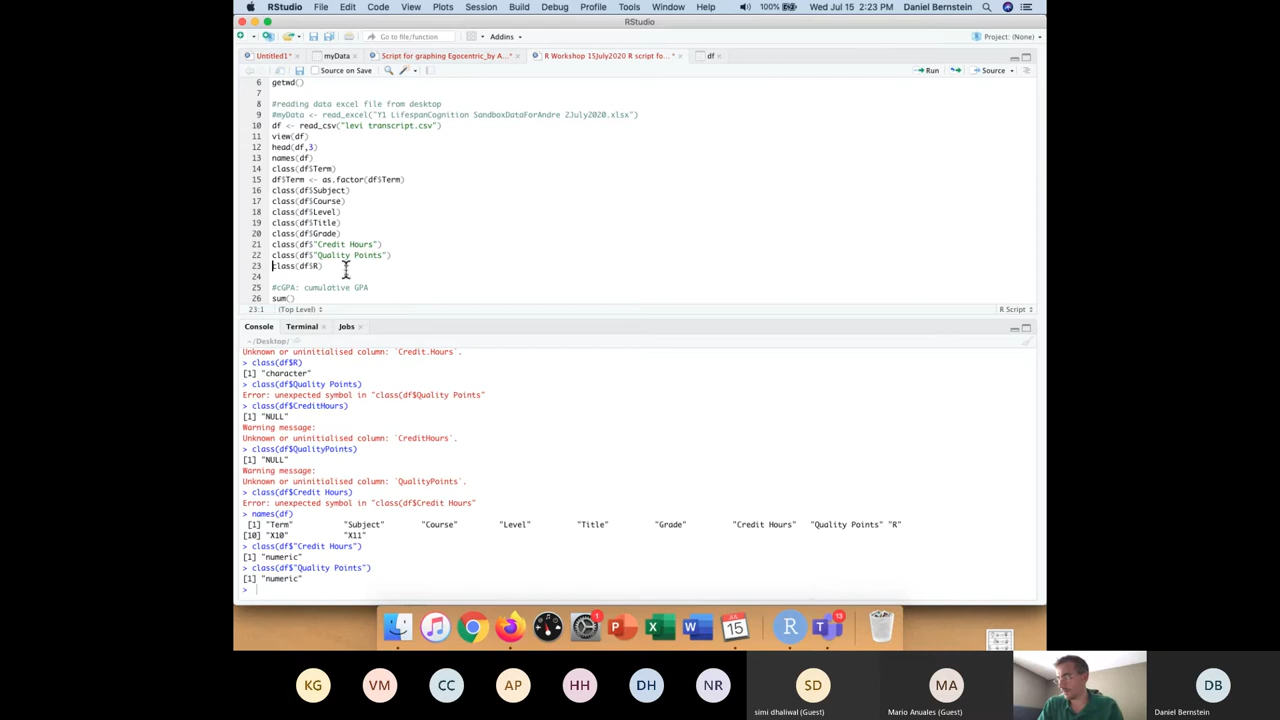 RStudio File Edit Code View Plots Session Build Debug Profile Tools Window Help 100% Wed Jul 15 2:23 PM Daniel Bernstein
RStudio
Go to file/function Addins Project: (None)
Untitled1* myData Script for graphing Egocentric_by A...* R Workshop 15July2020 R script fo...* df
Source on Save Run Source
6 getwd()
7
8 #reading data excel file from desktop
9 #myData <- read_excel("Y1 LifespanCognition SandboxDataForAndre 2July2020.xlsx")
10 df <- read_csv("levi transcript.csv")
11 view(df)
12 head(df,3)
13 names(df)
14 class(df$Term)
15 df$Term <- as.factor(df$Term)
16 class(df$Subject)
17 class(df$Course)
18 class(df$Level)
19 class(df$Title)
20 class(df$Grade)
21 class(df$"Credit Hours")
22 class(df$"Quality Points")
23 class(df$R)
24
25 #cGPA: cumulative GPA
26 sum()
23:1 (Top Level) R Script
Console Terminal Jobs
~/Desktop/
Unknown or uninitialised column: `Credit.Hours`.
> class(df$R)
[1] "character"
> class(df$Quality Points)
Error: unexpected symbol in "class(df$Quality Points"
> class(df$CreditHours)
[1] "NULL"
Warning message:
Unknown or uninitialised column: `CreditHours`.
> class(df$QualityPoints)
[1] "NULL"
Warning message:
Unknown or uninitialised column: `QualityPoints`.
> class(df$Credit Hours)
Error: unexpected symbol in "class(df$Credit Hours"
> names(df)
[1] "Term" "Subject" "Course" "Level" "Title" "Grade" "Credit Hours" "Quality Points" "R"
[10] "X10" "X11"
> class(df$"Credit Hours")
[1] "numeric"
> class(df$"Quality Points")
[1] "numeric"
>
1 P X W JUL 15 R T 13
KG VM CC AP HH DH NR SD MA DB
simi dhaliwal (Guest) Mario Anuales (Guest) Daniel Bernstein